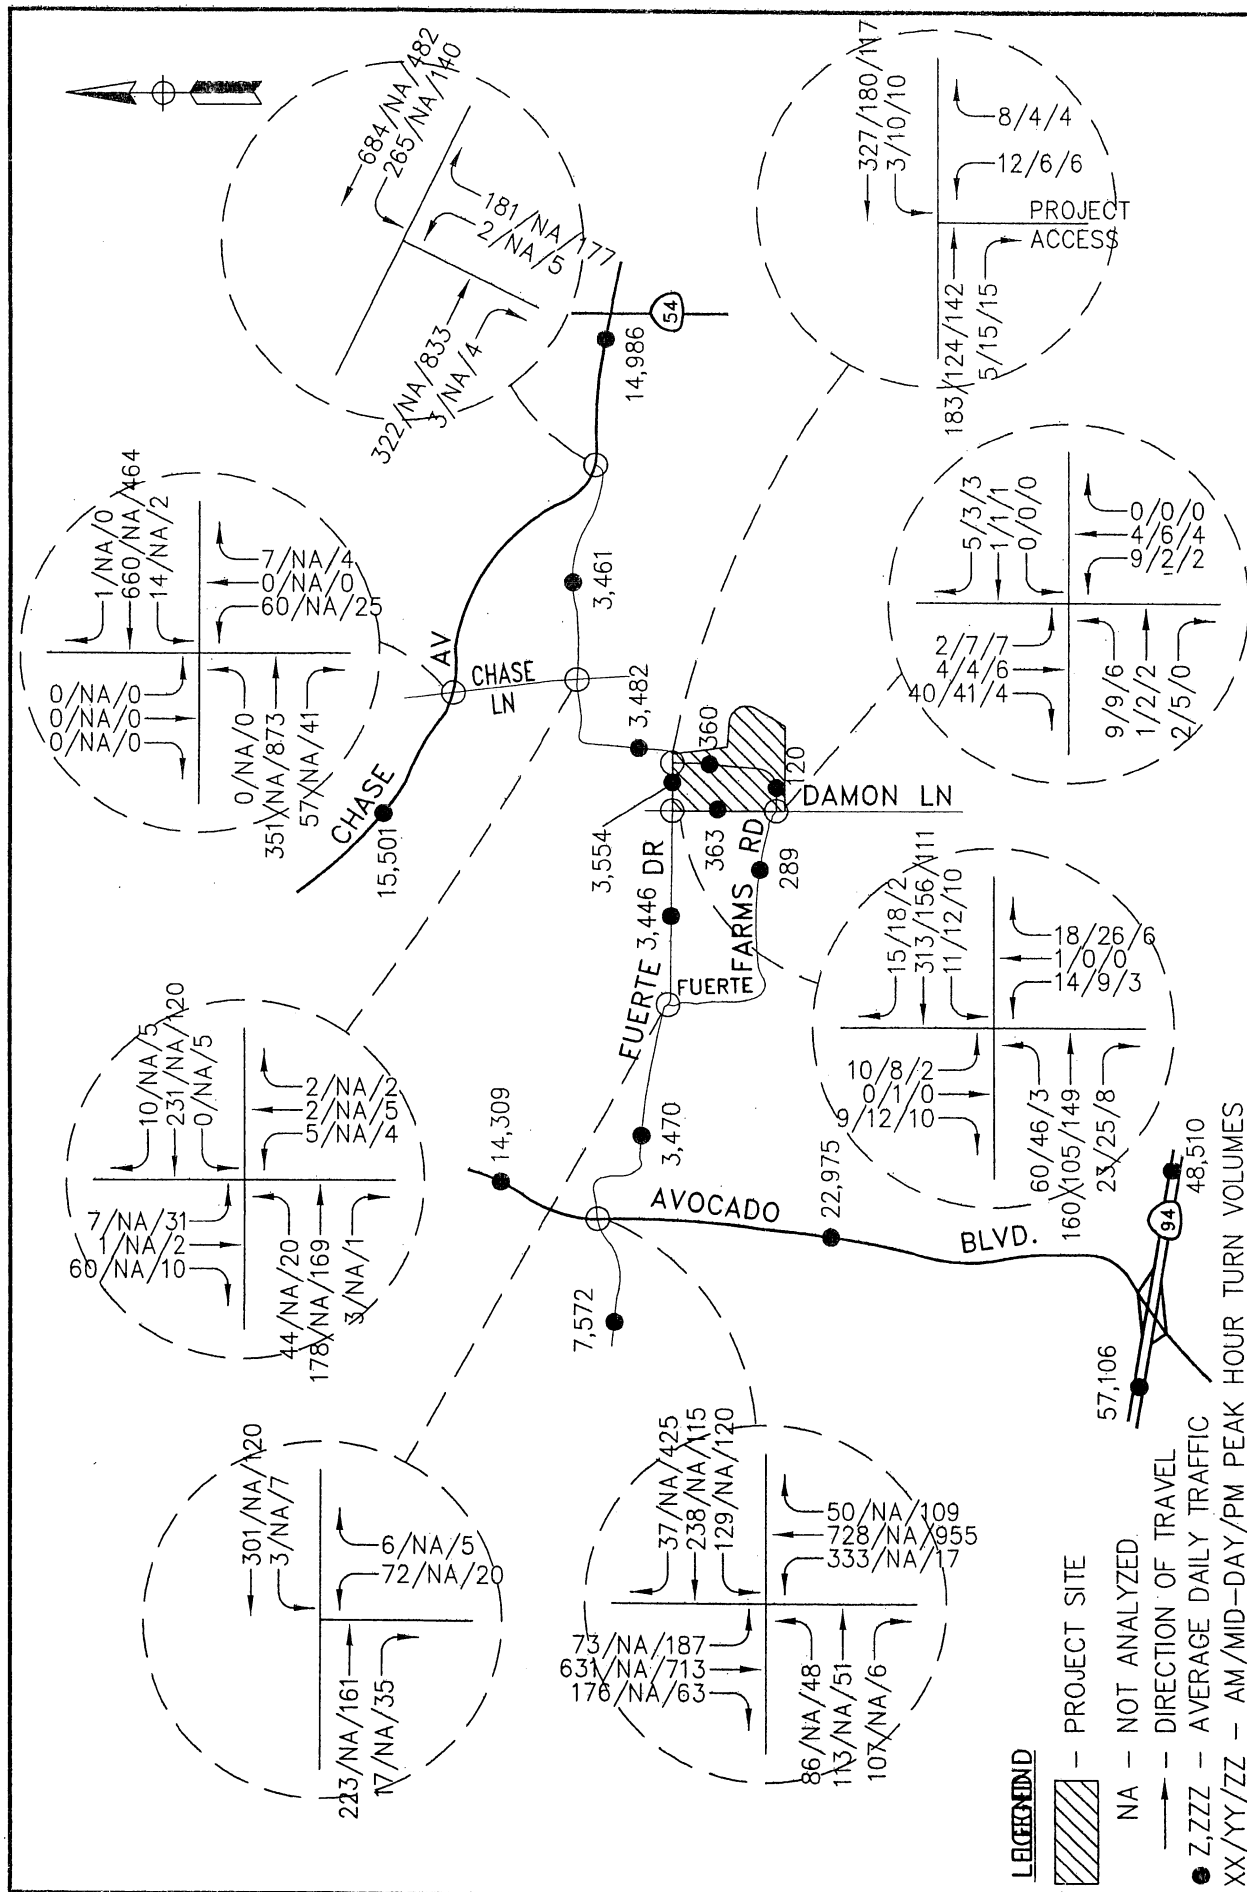 684/NA/482
265/NA/140
181/NA/177
2/NA/5
322/NA/833
3/NA/4
327/180/117
3/10/10
8/4/4
12/6/6
PROJECT
ACCESS
183/124/142
5/15/15
54
14,986
1/NA/0
660/NA/464
14/NA/2
7/NA/4
0/NA/0
60/NA/25
0/NA/0
0/NA/0
0/NA/0
0/NA/0
351/NA/873
57/NA/41
3,461
CHASE
AV
CHASE
LN
15,501
3,482
360
120
DAMON LN
3,554
363
289
FUERTE
3,446
DR
FUERTE
FARMS
RD
5/3/3
1/1/1
0/0/0
0/0/0
4/6/4
9/2/2
2/7/7
4/4/6
40/41/4
9/9/6
1/2/2
2/5/0
15/18/2
313/156/111
11/12/10
18/26/6
1/0/0
14/9/3
10/8/2
0/1/0
9/12/10
60/46/3
160/105/149
23/25/8
10/NA/5
231/NA/120
0/NA/5
2/NA/2
2/NA/5
5/NA/4
7/NA/31
1/NA/2
60/NA/10
44/NA/20
178/NA/169
3/NA/1
14,309
3,470
7,572
AVOCADO
BLVD.
22,975
94
48,510
57,106
301/NA/120
3/NA/7
6/NA/5
72/NA/20
223/NA/161
17/NA/35
37/NA/425
238/NA/115
129/NA/120
50/NA/109
728/NA/955
333/NA/17
73/NA/187
631/NA/713
176/NA/63
86/NA/48
113/NA/51
107/NA/6
LEGEND
- PROJECT SITE
NA - NOT ANALYZED
- DIRECTION OF TRAVEL
Z,ZZZ - AVERAGE DAILY TRAFFIC
XX/YY/ZZ - AM/MID-DAY/PM PEAK HOUR TURN VOLUMES